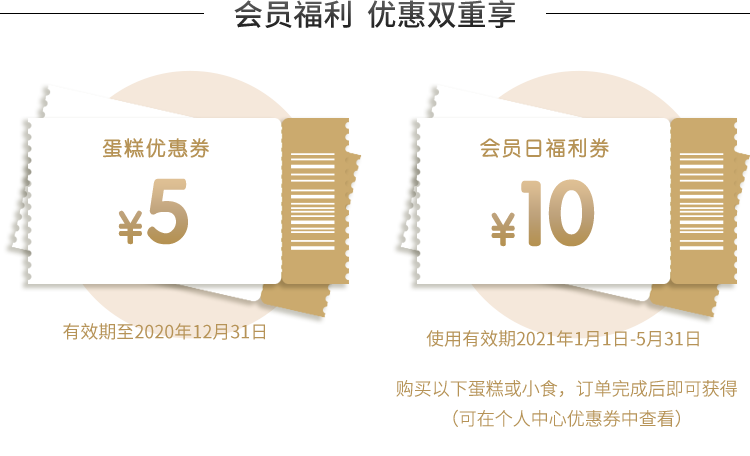 会员福利 优惠双重享
蛋糕优惠券
¥5
有效期至2020年12月31日
会员日福利券
¥10
使用有效期2021年1月1日-5月31日
购买以下蛋糕或小食，订单完成后即可获得
（可在个人中心优惠券中查看）